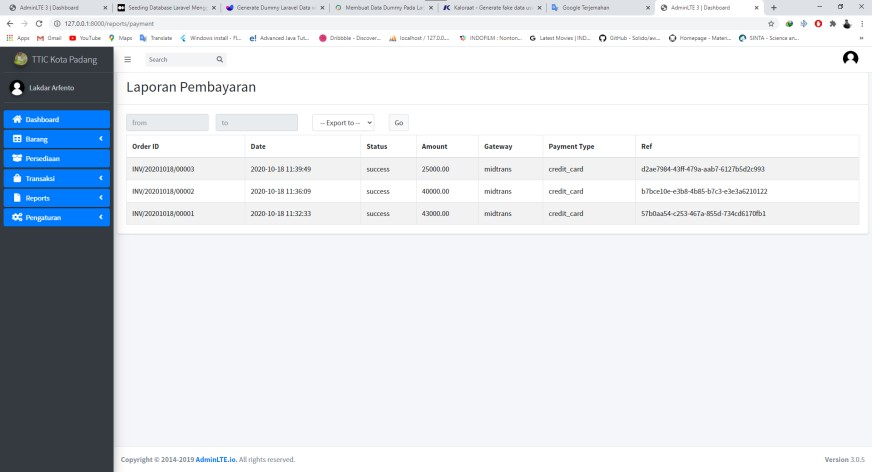 AdminLTE 3 | Dashboard
Seeding Database Laravel Meng
Generate Dummy Laravel Data
Membuat Data Dummy Pada
Kaloraat - Generate fake data us
Google Terjemahan
AdminLTE 3 | Dashboard
127.0.0.1:8000/reports/payment
Apps
Gmail
YouTube
Maps
Translate
Windows install - Fl...
Advanced Java Tut...
Dribbble - Discover...
localhost / 127.0.0...
INDOFILM : Nonton...
Latest Movies | IND...
GitHub - Solido/aw...
Homepage - Materi...
SINTA - Science an...
TTIC Kota Padang
Search
Lakdar Arfento
Laporan Pembayaran
Dashboard
Barang
Persediaan
Transaksi
Reports
Pengaturan
from to -- Export to -- Go
Order ID Date Status Amount Gateway Payment Type Ref
INV/20201018/00003 2020-10-18 11:39:49 success 25000.00 midtrans credit_card d2ae7984-43ff-479a-aab7-6127b5d2c993
INV/20201018/00002 2020-10-18 11:36:09 success 40000.00 midtrans credit_card b7bce10e-e3b8-4b85-b7c3-e3e3a6210122
INV/20201018/00001 2020-10-18 11:32:33 success 43000.00 midtrans credit_card 57b0aa54-c253-467a-855d-734cd6170fb1
Copyright © 2014-2019 AdminLTE.io. All rights reserved.
Version 3.0.5